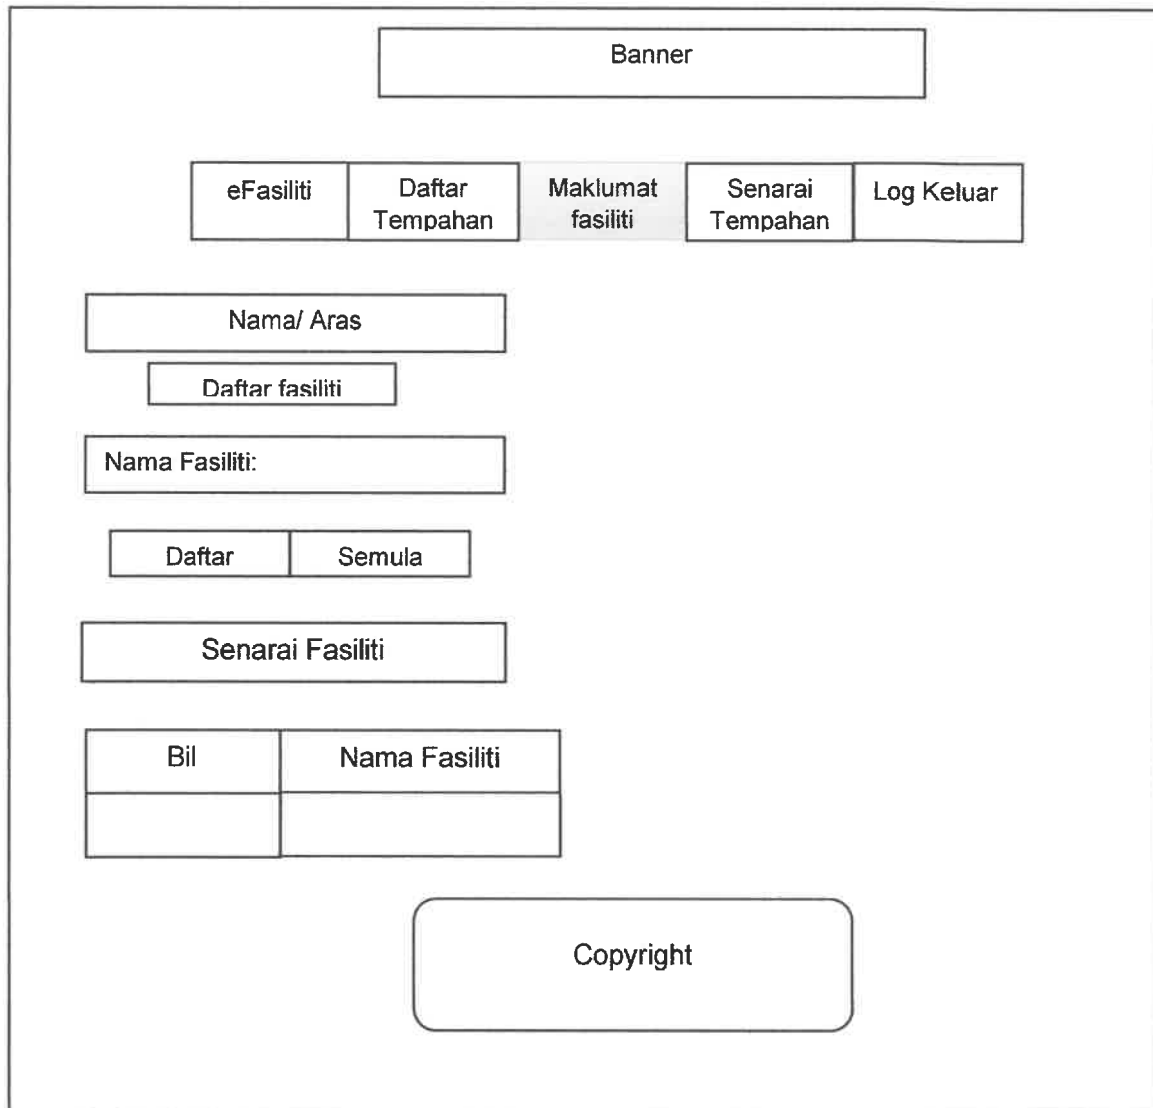 Banner
eFasiliti
Daftar
Tempahan
Maklumat
fasiliti
Senarai
Tempahan
Log Keluar
Nama/ Aras
Daftar fasiliti
Nama Fasiliti:
Daftar
Semula
Senarai Fasiliti
Bil
Nama Fasiliti
Copyright